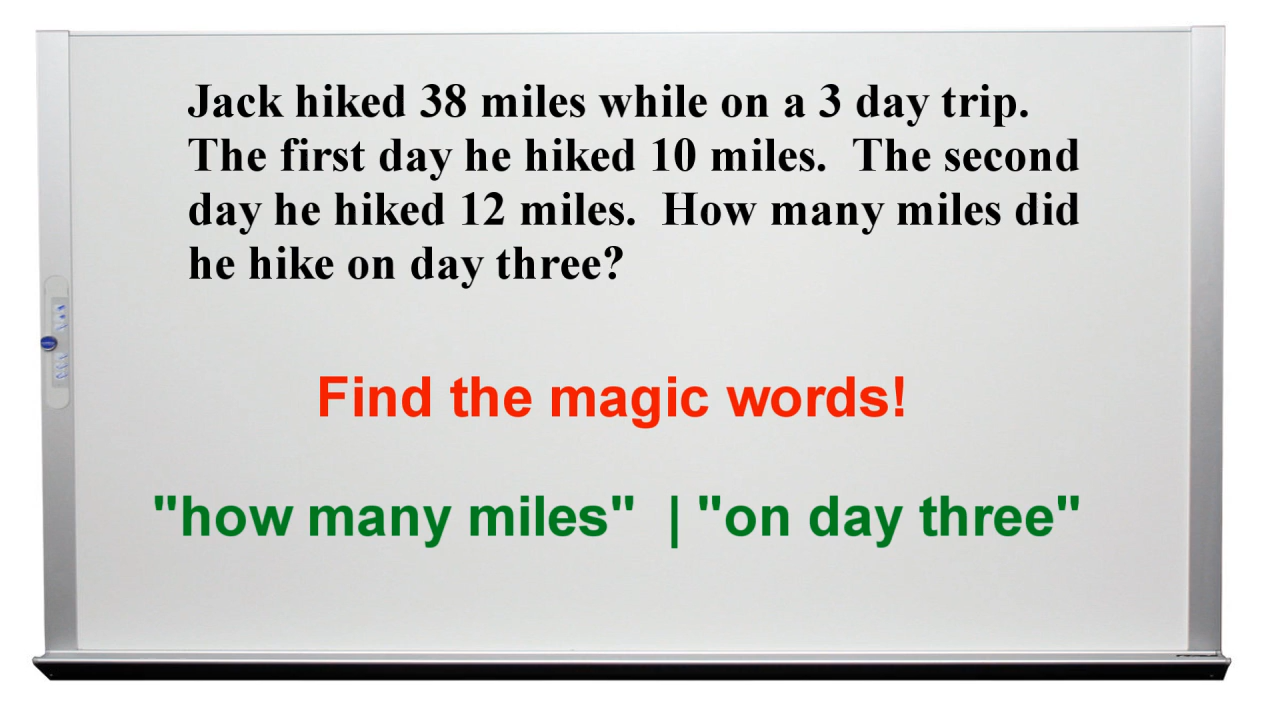 Jack hiked 38 miles while on a 3 day trip.
The first day he hiked 10 miles.  The second
day he hiked 12 miles.  How many miles did
he hike on day three?
Find the magic words!
"how many miles"  | "on day three"